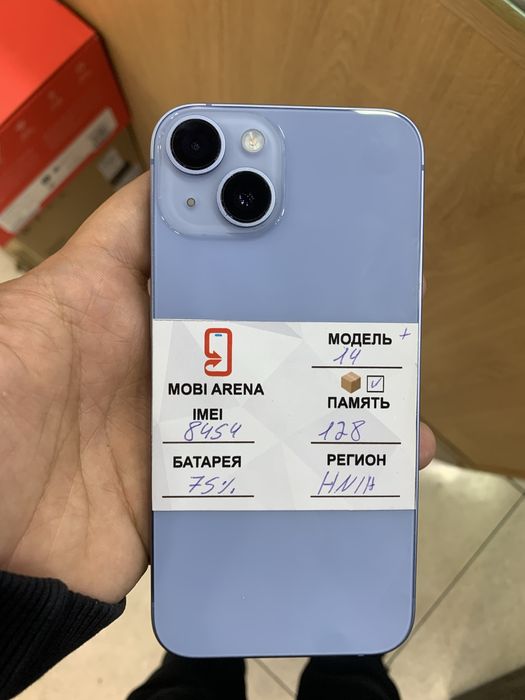 МОДЕЛЬ +
14
MOBI ARENA
IMEI
8454
ПАМЯТЬ
128
БАТАРЕЯ
75%
РЕГИОН
HN/A